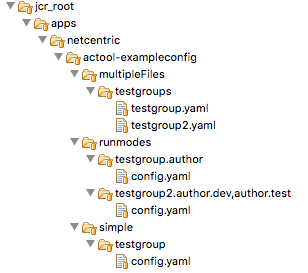 jcr_root
apps
netcentric
actool-exampleconfig
multipleFiles
testgroups
testgroup.yaml
testgroup2.yaml
runmodes
testgroup.author
config.yaml
testgroup2.author.dev,author.test
config.yaml
simple
testgroup
config.yaml